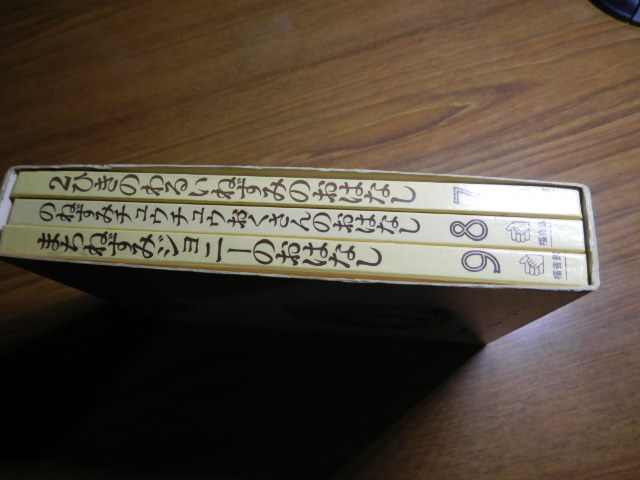 2ひきのわるいねずみのおはなし 7
のねずみチュウチュウおくさんのおはなし 8
まちねずみジョニーのおはなし 9